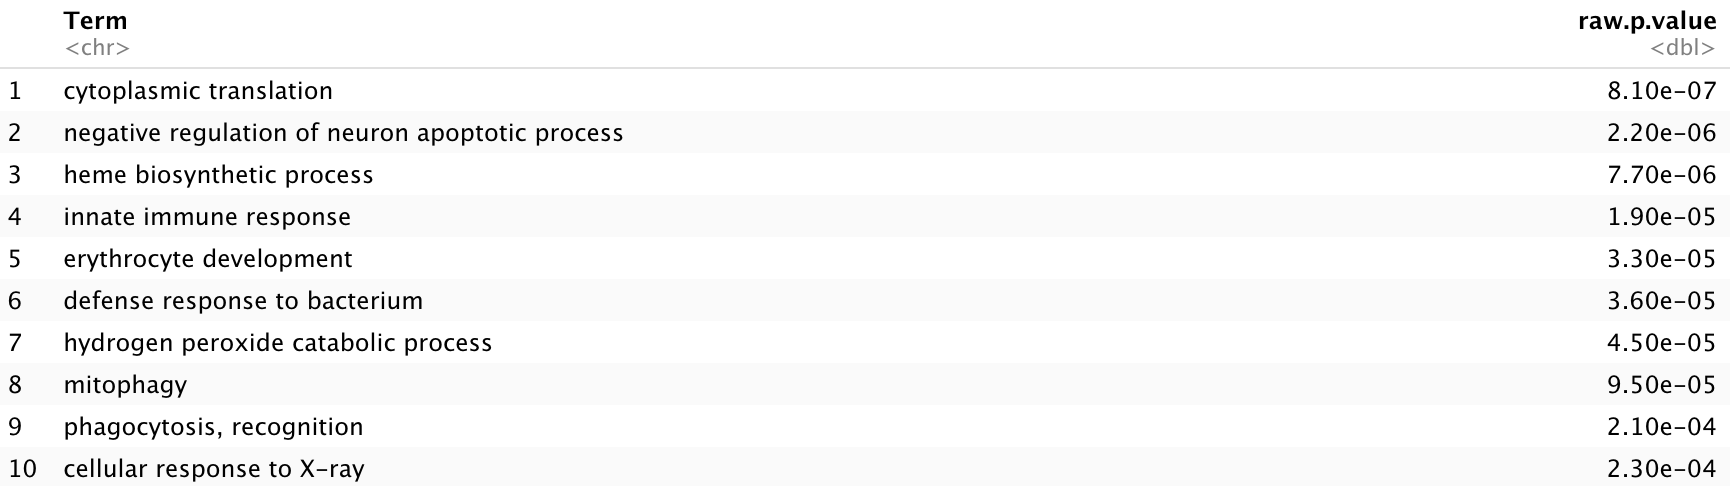 Term raw.p.value
<chr> <dbl>
1 cytoplasmic translation 8.10e-07
2 negative regulation of neuron apoptotic process 2.20e-06
3 heme biosynthetic process 7.70e-06
4 innate immune response 1.90e-05
5 erythrocyte development 3.30e-05
6 defense response to bacterium 3.60e-05
7 hydrogen peroxide catabolic process 4.50e-05
8 mitophagy 9.50e-05
9 phagocytosis, recognition 2.10e-04
10 cellular response to X-ray 2.30e-04